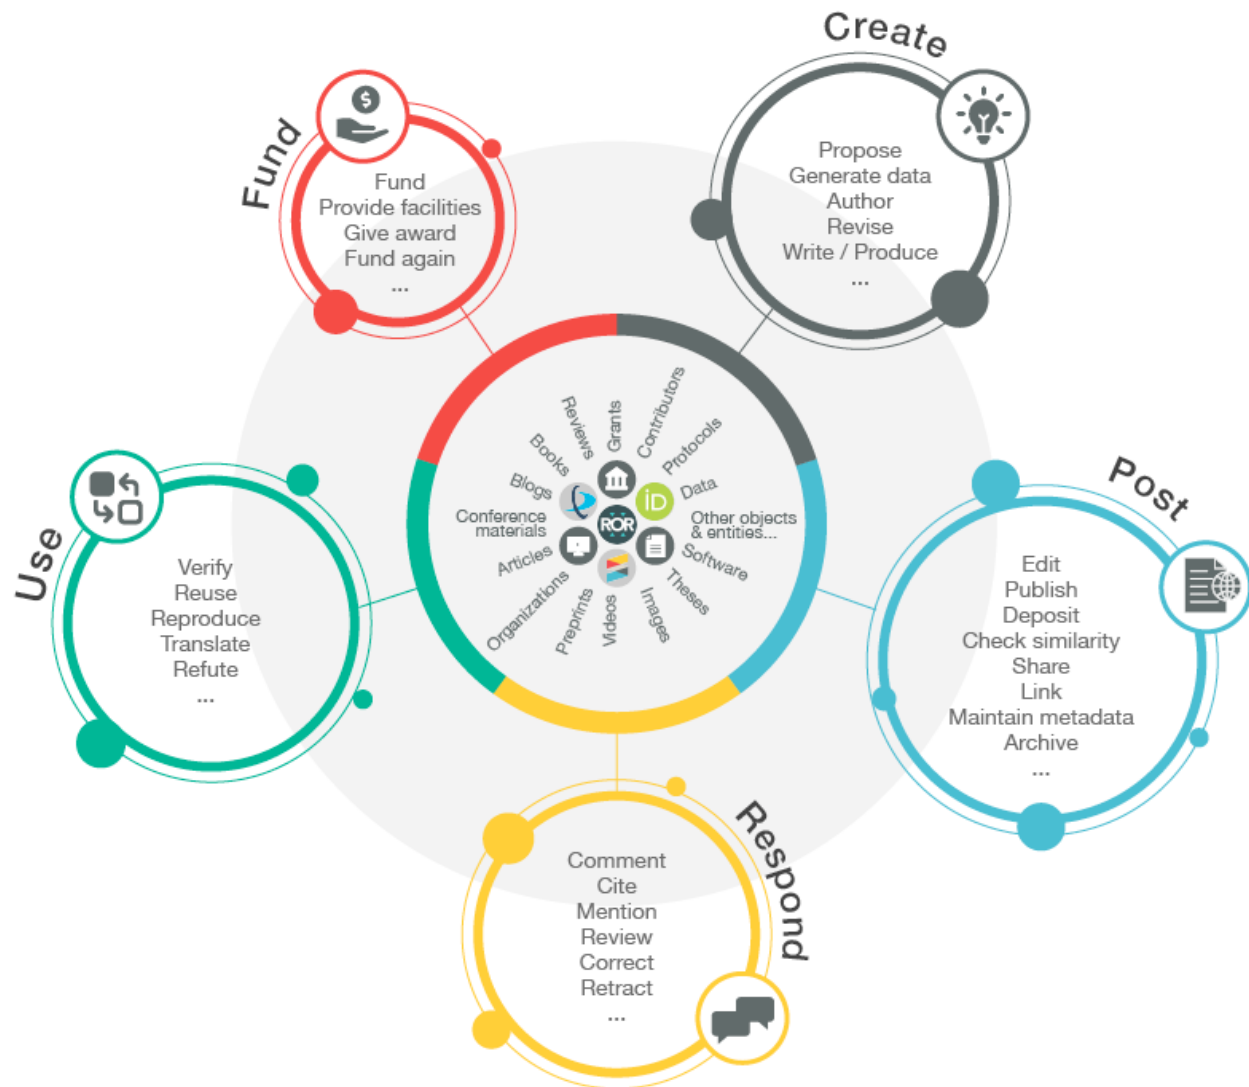 Create
Propose
Generate data
Author
Revise
Write / Produce
...
Fund
$
Fund
Provide facilities
Give award
Fund again
...
Post
Edit
Publish
Deposit
Check similarity
Share
Link
Maintain metadata
Archive
...
Respond
Comment
Cite
Mention
Review
Correct
Retract
...
Use
Verify
Reuse
Reproduce
Translate
Refute
...
Grants
Contributors
Protocols
Data
Other objects
& entities...
Software
Theses
Images
Videos
Preprints
Organizations
Articles
Conference
materials
Blogs
Books
Reviews
iD
ROR